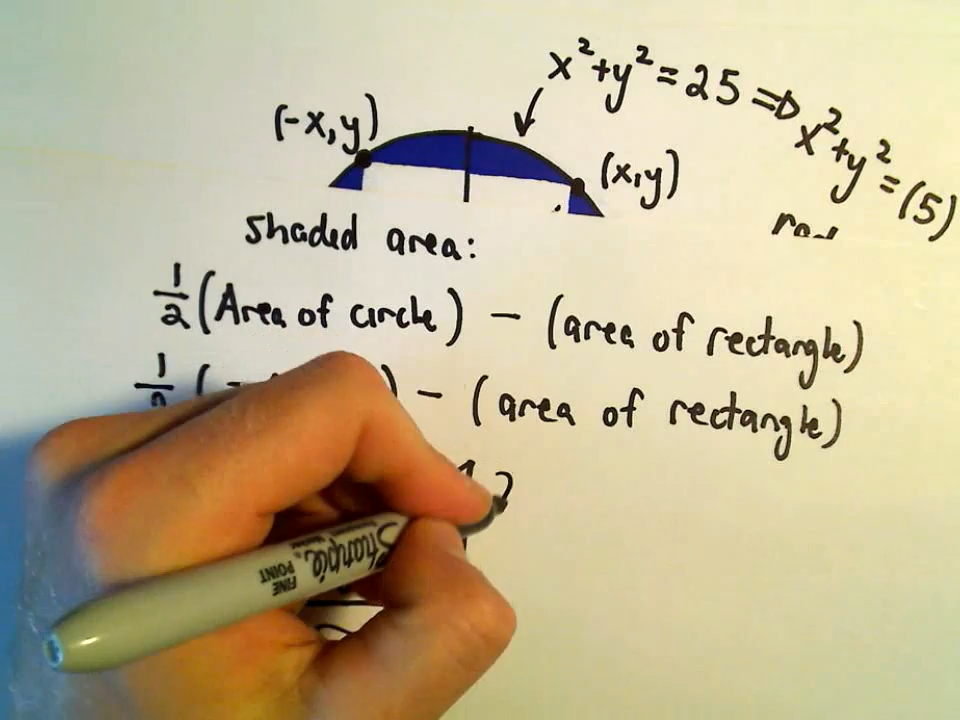 x² + y² = 25 ⇒ x² + y² = (5)
(-x, y)
(x, y)
shaded area:
1/2 (Area of circle) - (area of rectangle)
1/2 ( ) - (area of rectangle)
Sharpie
FINE POINT